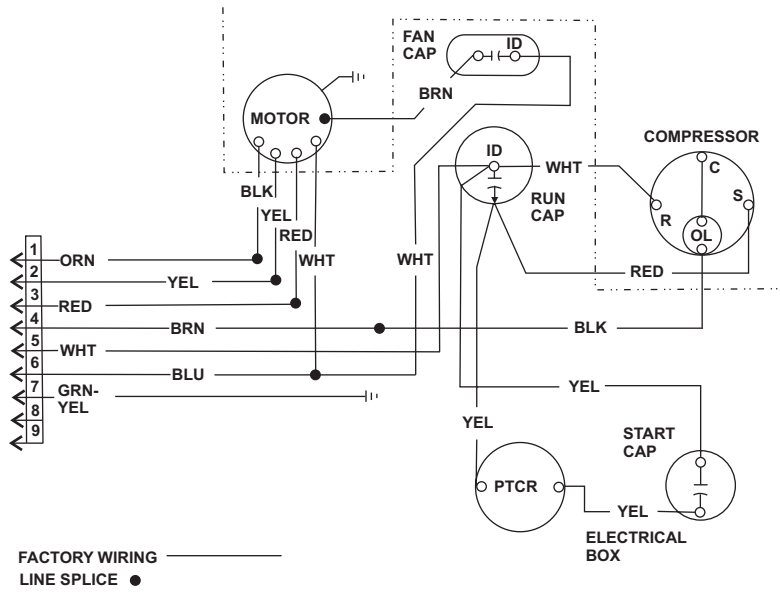 FAN
CAP
ID
BRN
MOTOR
COMPRESSOR
ID
WHT
C
S
RUN
CAP
R
OL
BLK
YEL
RED
WHT
WHT
RED
1
ORN
2
YEL
3
RED
4
BRN
BLK
5
WHT
6
BLU
7
GRN-
YEL
8
9
YEL
YEL
START
CAP
PTCR
YEL
ELECTRICAL
BOX
FACTORY WIRING
LINE SPLICE